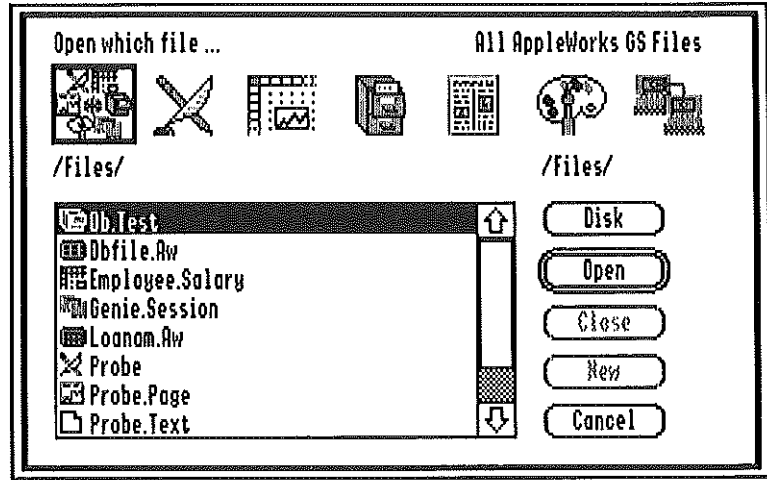 Open which file ... All AppleWorks GS Files
/Files/ /Files/
Db.Test
Dbfile.Aw
Employee.Salary
Genie.Session
Loanam.Aw
Probe
Probe.Page
Probe.Text
Disk
Open
Close
New
Cancel